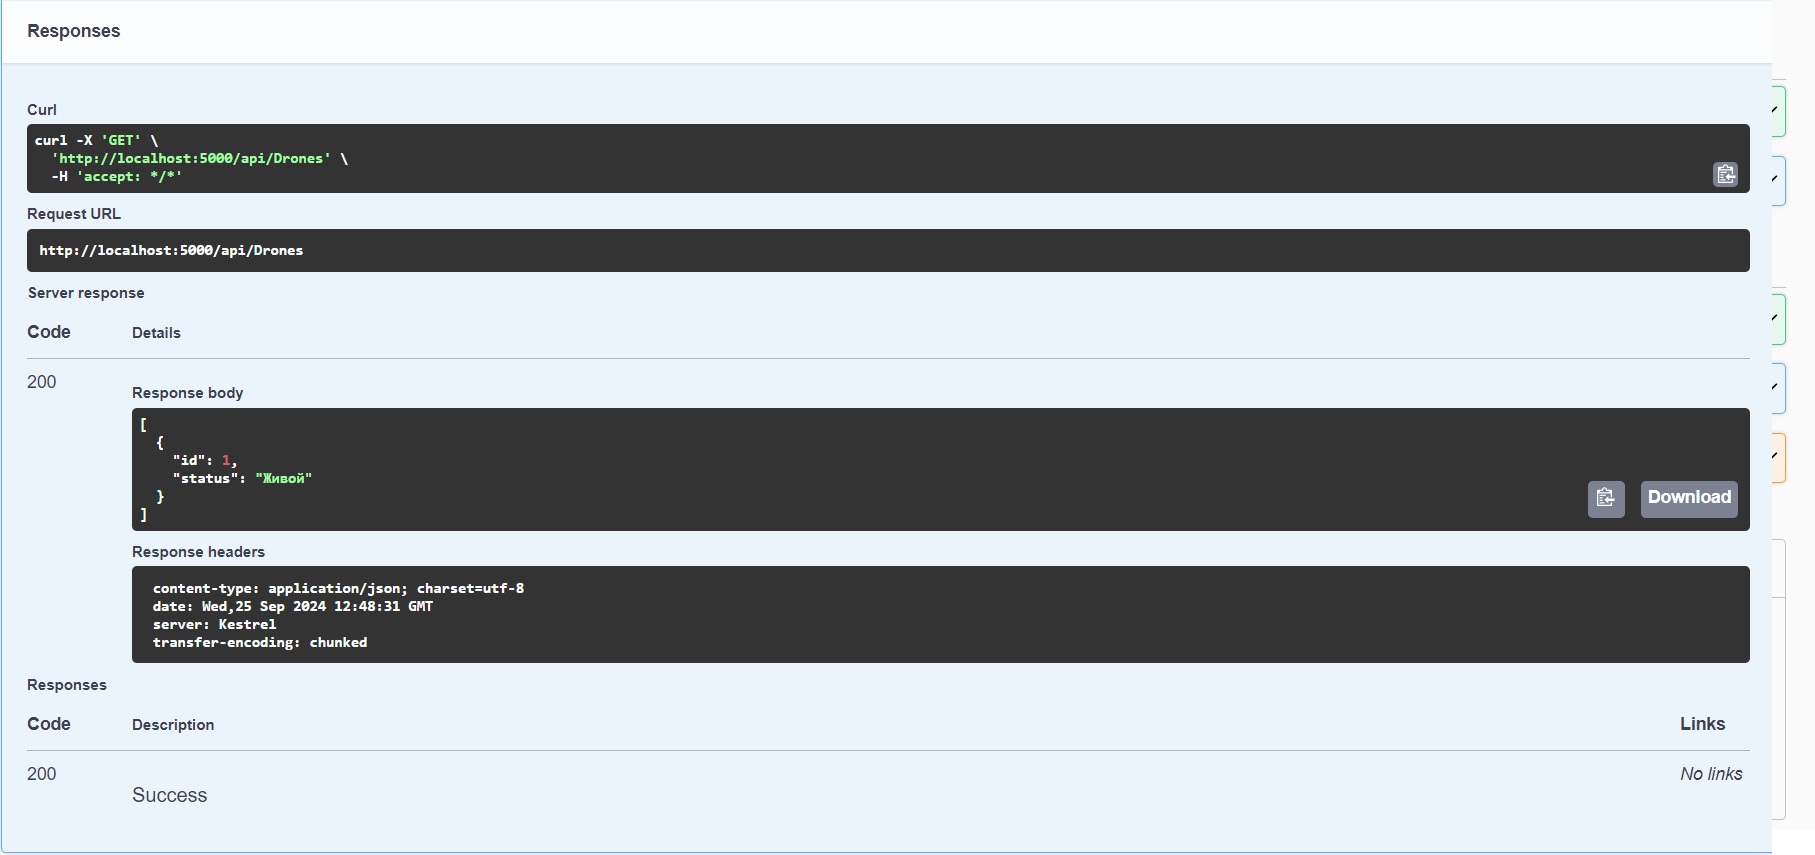 Responses
Curl
curl -X 'GET' \
'http://localhost:5000/api/Drones' \
-H 'accept: */*'
Request URL
http://localhost:5000/api/Drones
Server response
Code Details
200
Response body
[
{
"id": 1,
"status": "Живой"
}
]
Download
Response headers
content-type: application/json; charset=utf-8
date: Wed,25 Sep 2024 12:48:31 GMT
server: Kestrel
transfer-encoding: chunked
Responses
Code Description Links
200 No links
Success